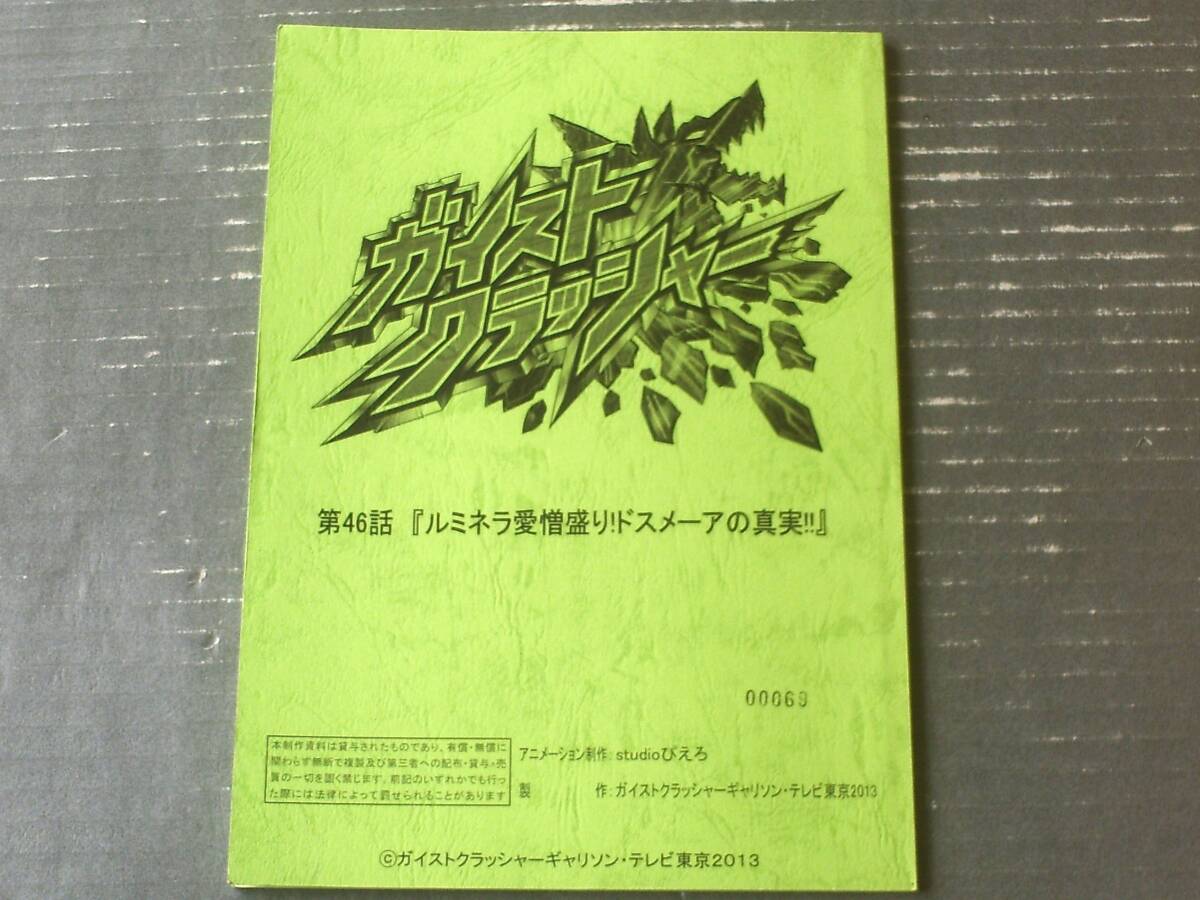 ガイスト
クラッシャー
第46話 『ルミネラ愛憎盛り!ドスメーアの真実!!』
00069
本制作資料は貸与されたものであり、有償・無償に
関わらず無断で複製及び第三者への配布・貸与・売
買の一切を固く禁じます。前記のいずれかでも行っ
た際には法律によって罰せられることがあります
アニメーション制作：studioぴえろ
製　　　作：ガイストクラッシャーギャリソン・テレビ東京2013
©ガイストクラッシャーギャリソン・テレビ東京2013